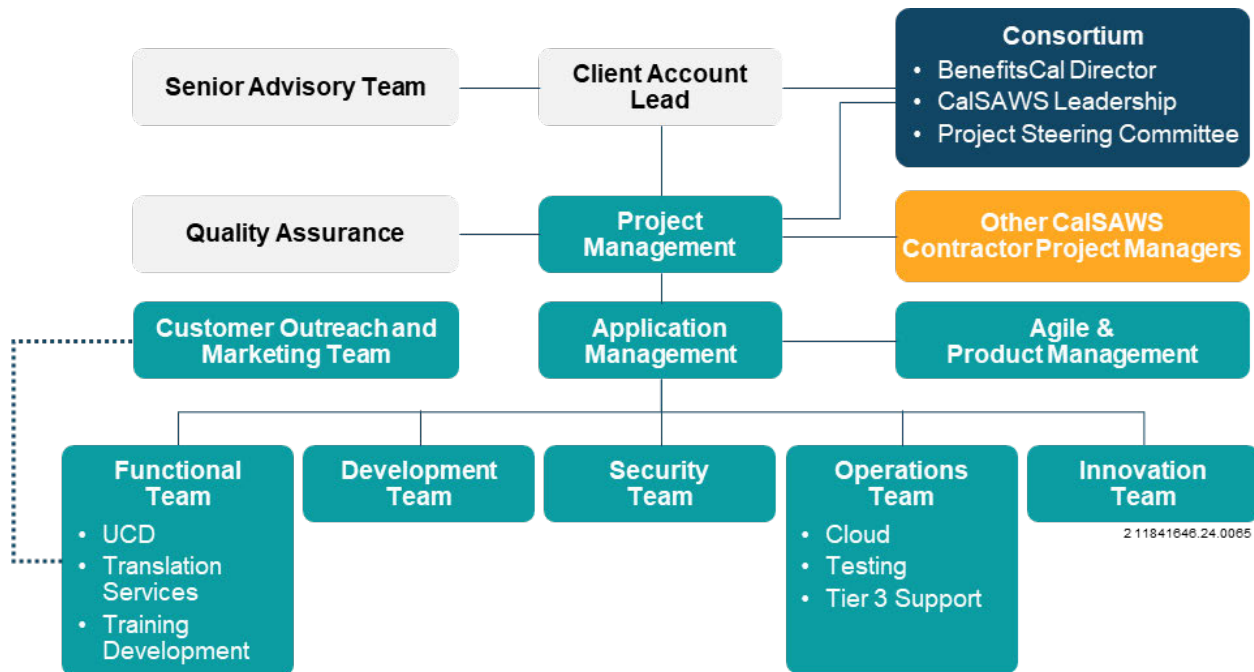 Senior Advisory Team
Client Account
Lead
Consortium
• BenefitsCal Director
• CalSAWS Leadership
• Project Steering Committee
Quality Assurance
Project
Management
Other CalSAWS
Contractor Project Managers
Customer Outreach and
Marketing Team
Application
Management
Agile &
Product Management
Functional
Team
• UCD
• Translation
Services
• Training
Development
Development
Team
Security
Team
Operations
Team
• Cloud
• Testing
• Tier 3 Support
Innovation
Team
2 11841646.24.0065